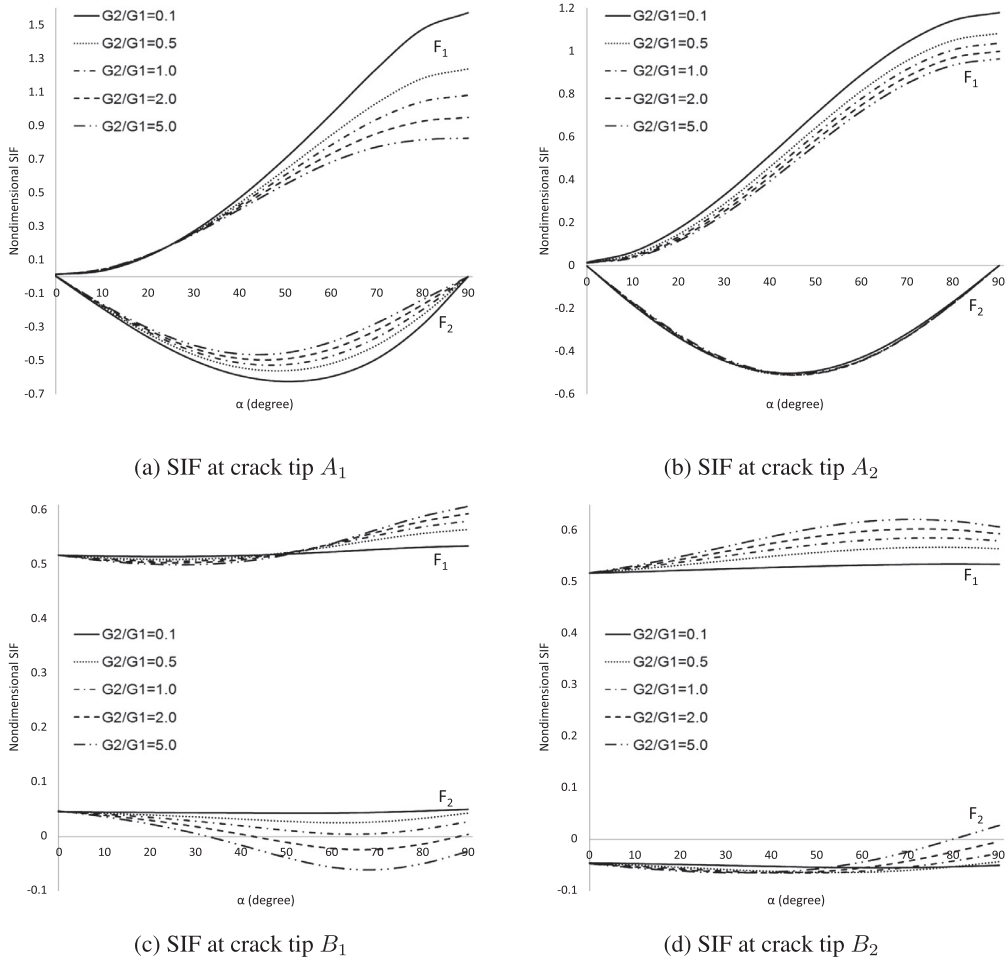 1.5
1.3
1.1
0.9
0.7
0.5
0.3
0.1
-0.1
-0.3
-0.5
-0.7
Nondimensional SIF
G2/G1=0.1
G2/G1=0.5
G2/G1=1.0
G2/G1=2.0
G2/G1=5.0
F1
F2
0 10 20 30 40 50 60 70 80 90
α (degree)
(a) SIF at crack tip A1
1.2
1
0.8
0.6
0.4
0.2
0
-0.2
-0.4
-0.6
Nondimensional SIF
G2/G1=0.1
G2/G1=0.5
G2/G1=1.0
G2/G1=2.0
G2/G1=5.0
F1
F2
0 10 20 30 40 50 60 70 80 90
α (degree)
(b) SIF at crack tip A2
0.6
0.5
0.4
0.3
0.2
0.1
0
-0.1
Nondimensional SIF
F1
G2/G1=0.1
G2/G1=0.5
G2/G1=1.0
G2/G1=2.0
G2/G1=5.0
F2
0 10 20 30 40 50 60 70 80 90
α (degree)
(c) SIF at crack tip B1
0.6
0.5
0.4
0.3
0.2
0.1
0
-0.1
Nondimensional SIF
F1
G2/G1=0.1
G2/G1=0.5
G2/G1=1.0
G2/G1=2.0
G2/G1=5.0
F2
0 10 20 30 40 50 60 70 80 90
α (degree)
(d) SIF at crack tip B2